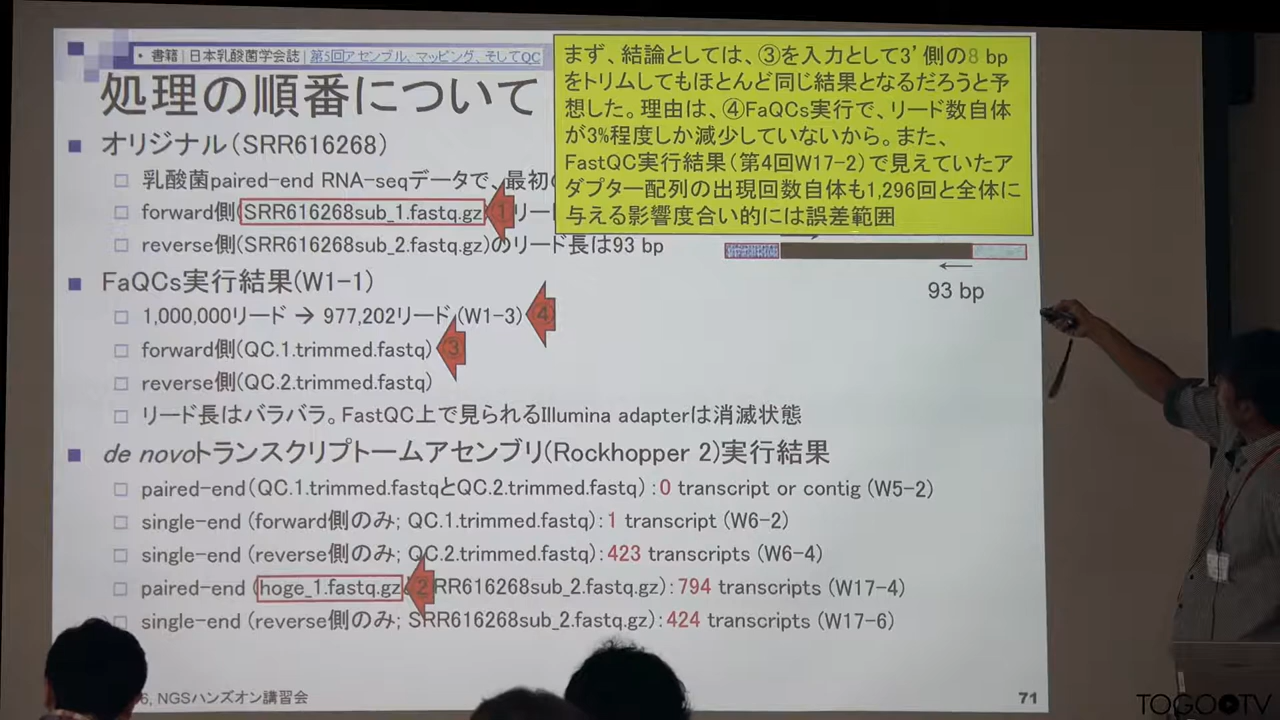 • 書籍 | 日本乳酸菌学会誌 | 第5回アセンブル、マッピング、そしてQC
処理の順番について
まず、結論としては、③を入力として3’側の8 bp
をトリムしてもほとんど同じ結果となるだろうと予
想した。理由は、④FaQCs実行で、リード数自体
が3%程度しか減少していないから。また、
FastQC実行結果(第4回W17-2)で見えていたア
ダプター配列の出現回数自体も1,296回と全体に
与える影響度合い的には誤差範囲
オリジナル(SRR616268)
乳酸菌paired-end RNA-seqデータで、最初の
forward側(SRR616268sub_1.fastq.gz ① リー
reverse側(SRR616268sub_2.fastq.gz)のリード長は93 bp
93 bp
FaQCs実行結果(W1-1)
1,000,000リード → 977,202リード (W1-3) ④
forward側(QC.1.trimmed.fastq) ③
reverse側(QC.2.trimmed.fastq)
リード長はバラバラ。FastQC上で見られるIllumina adapterは消滅状態
de novoトランスクリプトームアセンブリ(Rockhopper 2)実行結果
paired-end(QC.1.trimmed.fastqとQC.2.trimmed.fastq):0 transcript or contig (W5-2)
single-end (forward側のみ; QC.1.trimmed.fastq):1 transcript (W6-2)
single-end (reverse側のみ; QC.2.trimmed.fastq):423 transcripts (W6-4)
paired-end (hoge_1.fastq.gz ② RR616268sub_2.fastq.gz):794 transcripts (W17-4)
single-end (reverse側のみ; SRR616268sub_2.fastq.gz):424 transcripts (W17-6)
6, NGSハンズオン講習会
71
TOGOTV